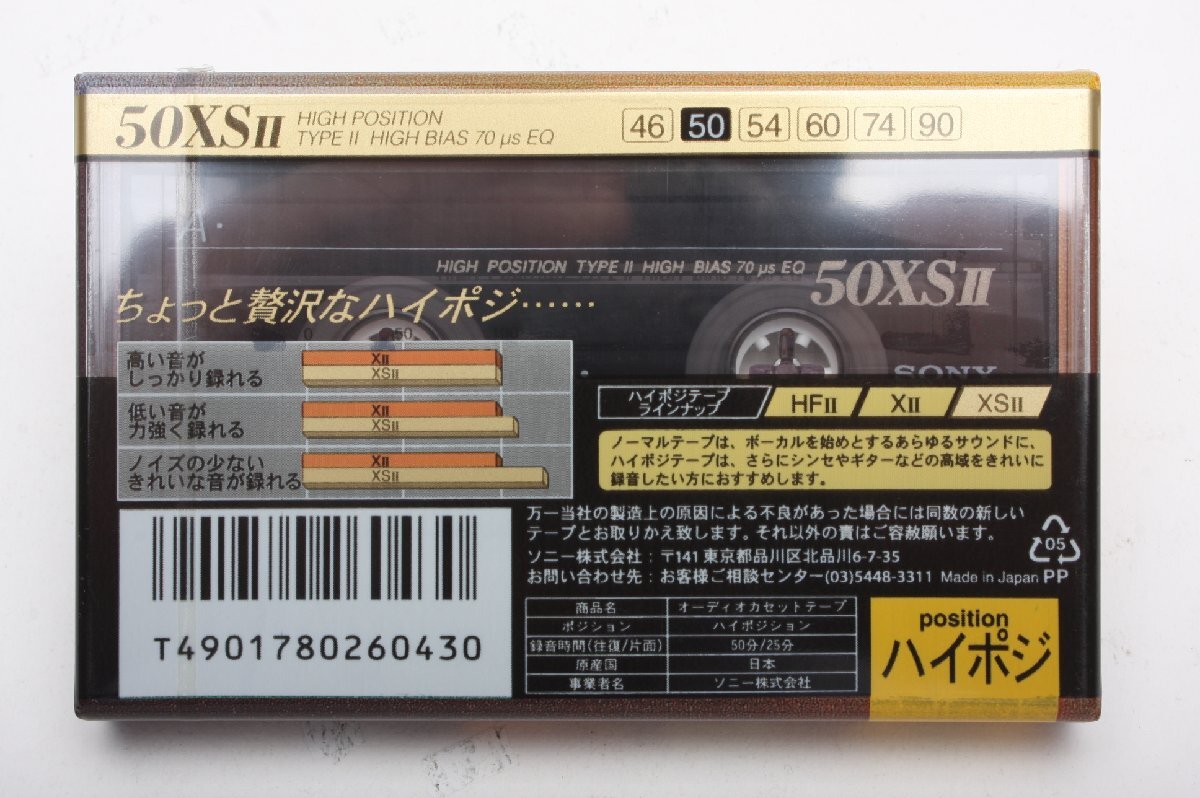 50XSII HIGH POSITION
TYPE II HIGH BIAS 70 μs EQ
46 50 54 60 74 90
A
HIGH POSITION TYPE II HIGH BIAS 70 μs EQ 50XSII
SONY
ちょっと贅沢なハイポジ……
0 50
高い音が
しっかり録れる
XII
XSII
低い音が
力強く録れる
XII
XSII
ノイズの少ない
きれいな音が録れる
XII
XSII
ハイポジテープ
ラインナップ
HFII XII XSII
ノーマルテープは、ボーカルを始めとするあらゆるサウンドに、
ハイポジテープは、さらにシンセやギターなどの高域をきれいに
録音したい方におすすめします。
万一当社の製造上の原因による不良があった場合には同数の新しい
テープとお取りかえ致します。それ以外の責はご容赦願います。
ソニー株式会社：〒141 東京都品川区北品川6-7-35
お問い合わせ先：お客様ご相談センター(03)5448-3311 Made in Japan PP
05
T4901780260430
商品名 オーディオカセットテープ
ポジション ハイポジション
録音時間(往復/片面) 50分/25分
原産国 日本
事業者名 ソニー株式会社
position
ハイポジ